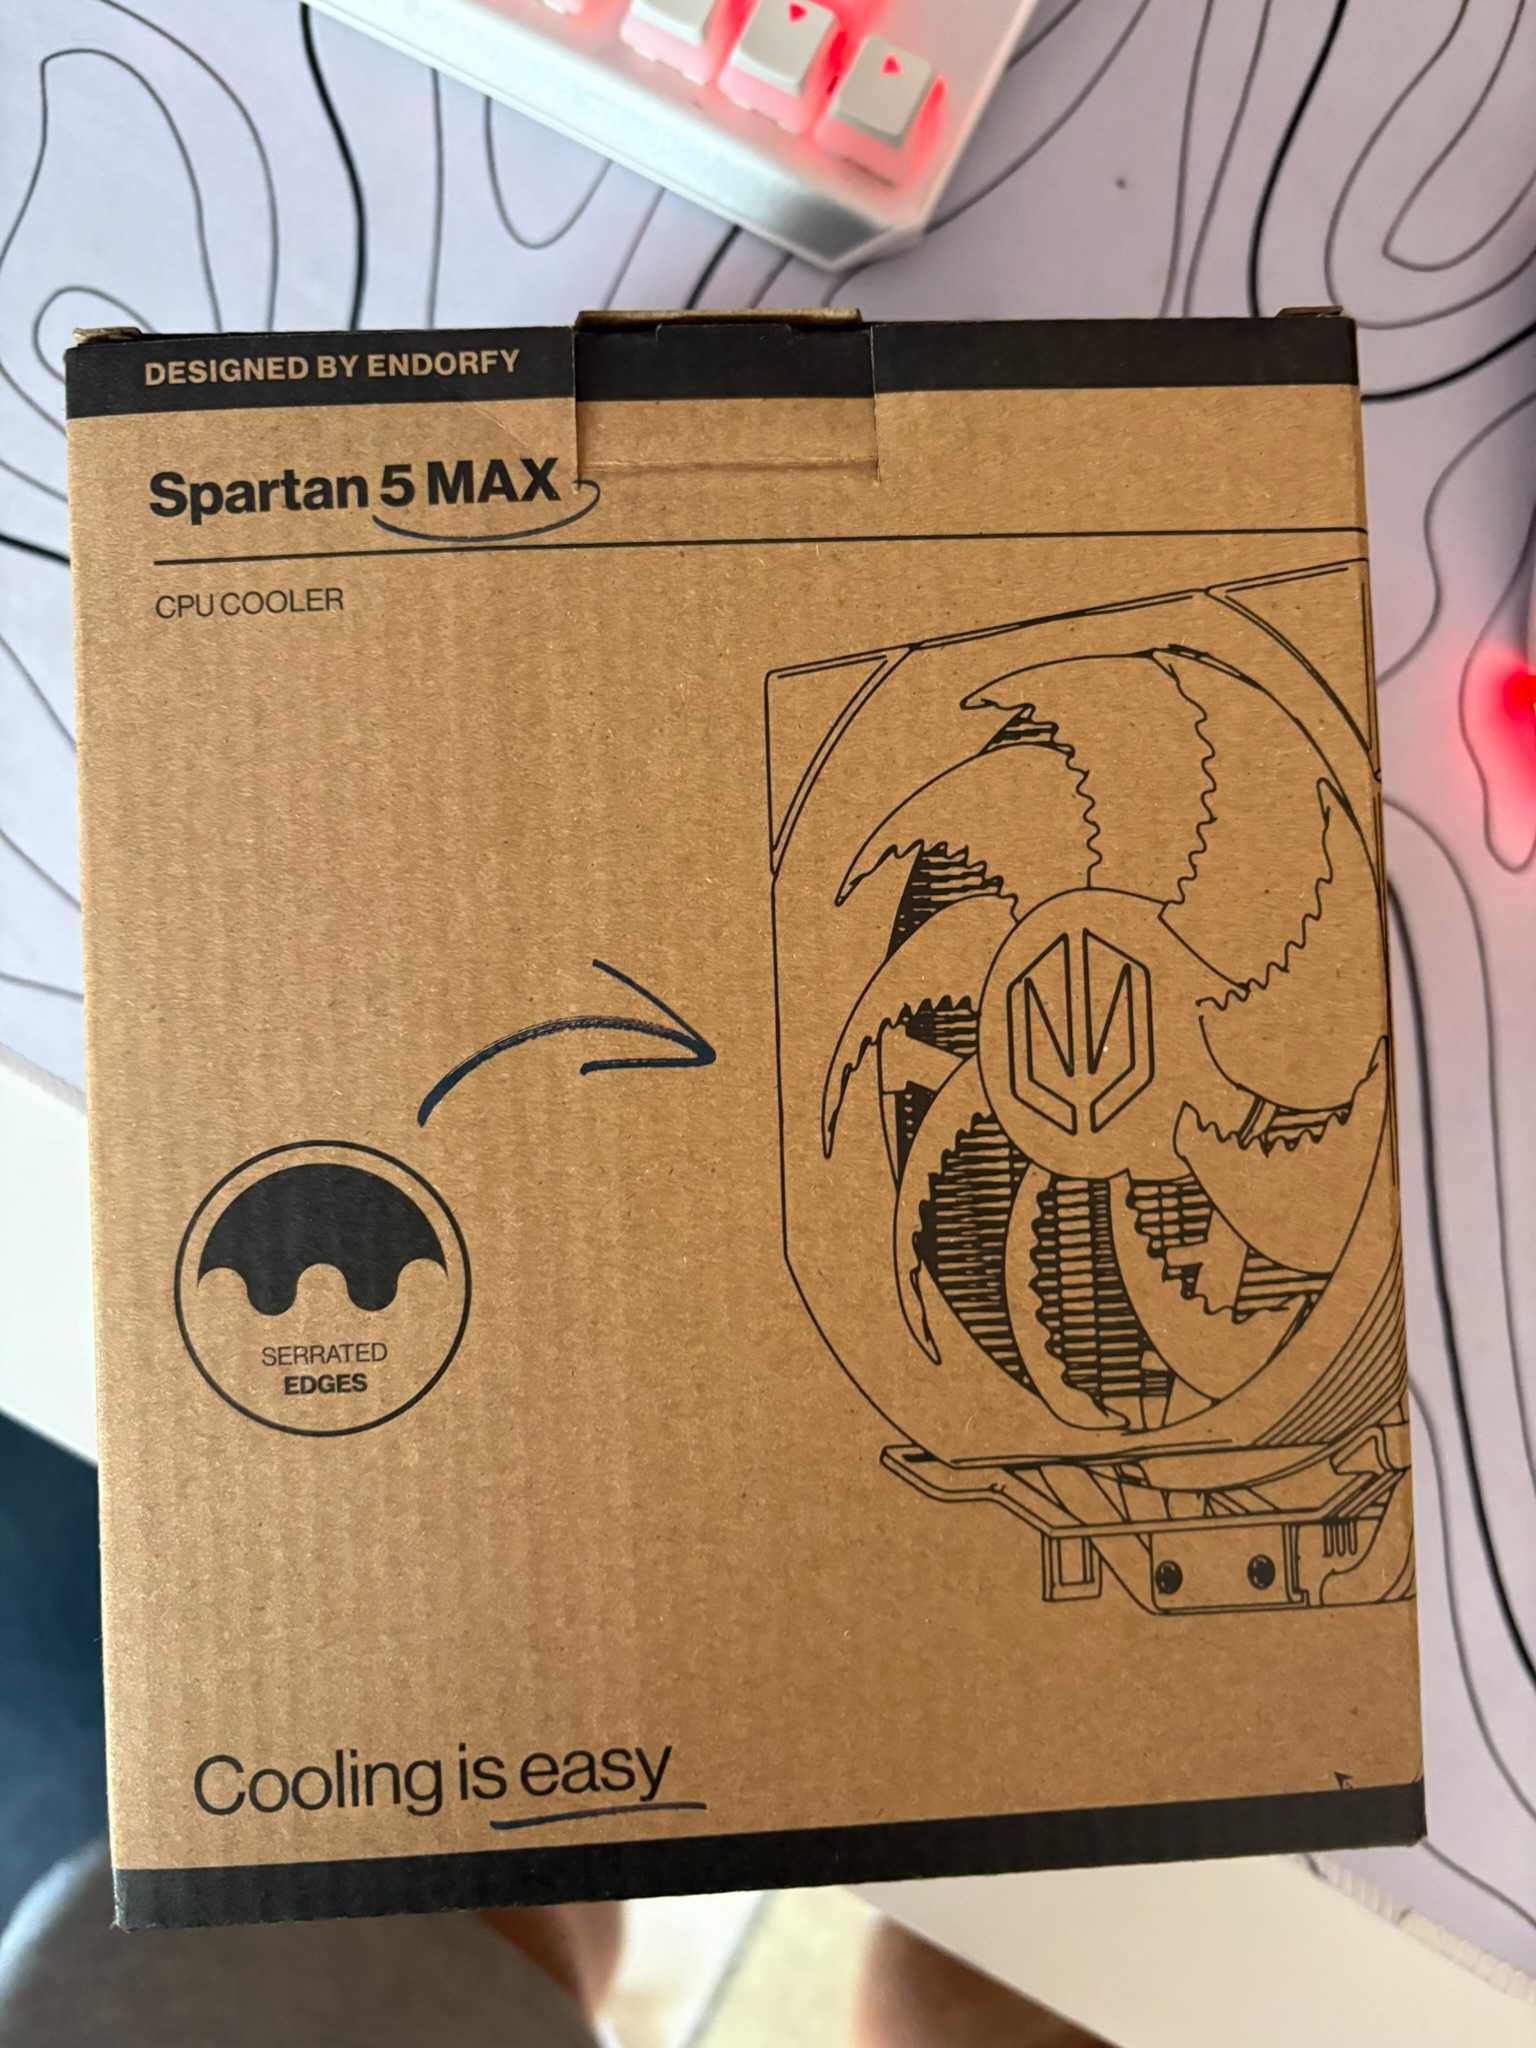 DESIGNED BY ENDORFY
Spartan 5 MAX
CPU COOLER
SERRATED
EDGES
Cooling is easy